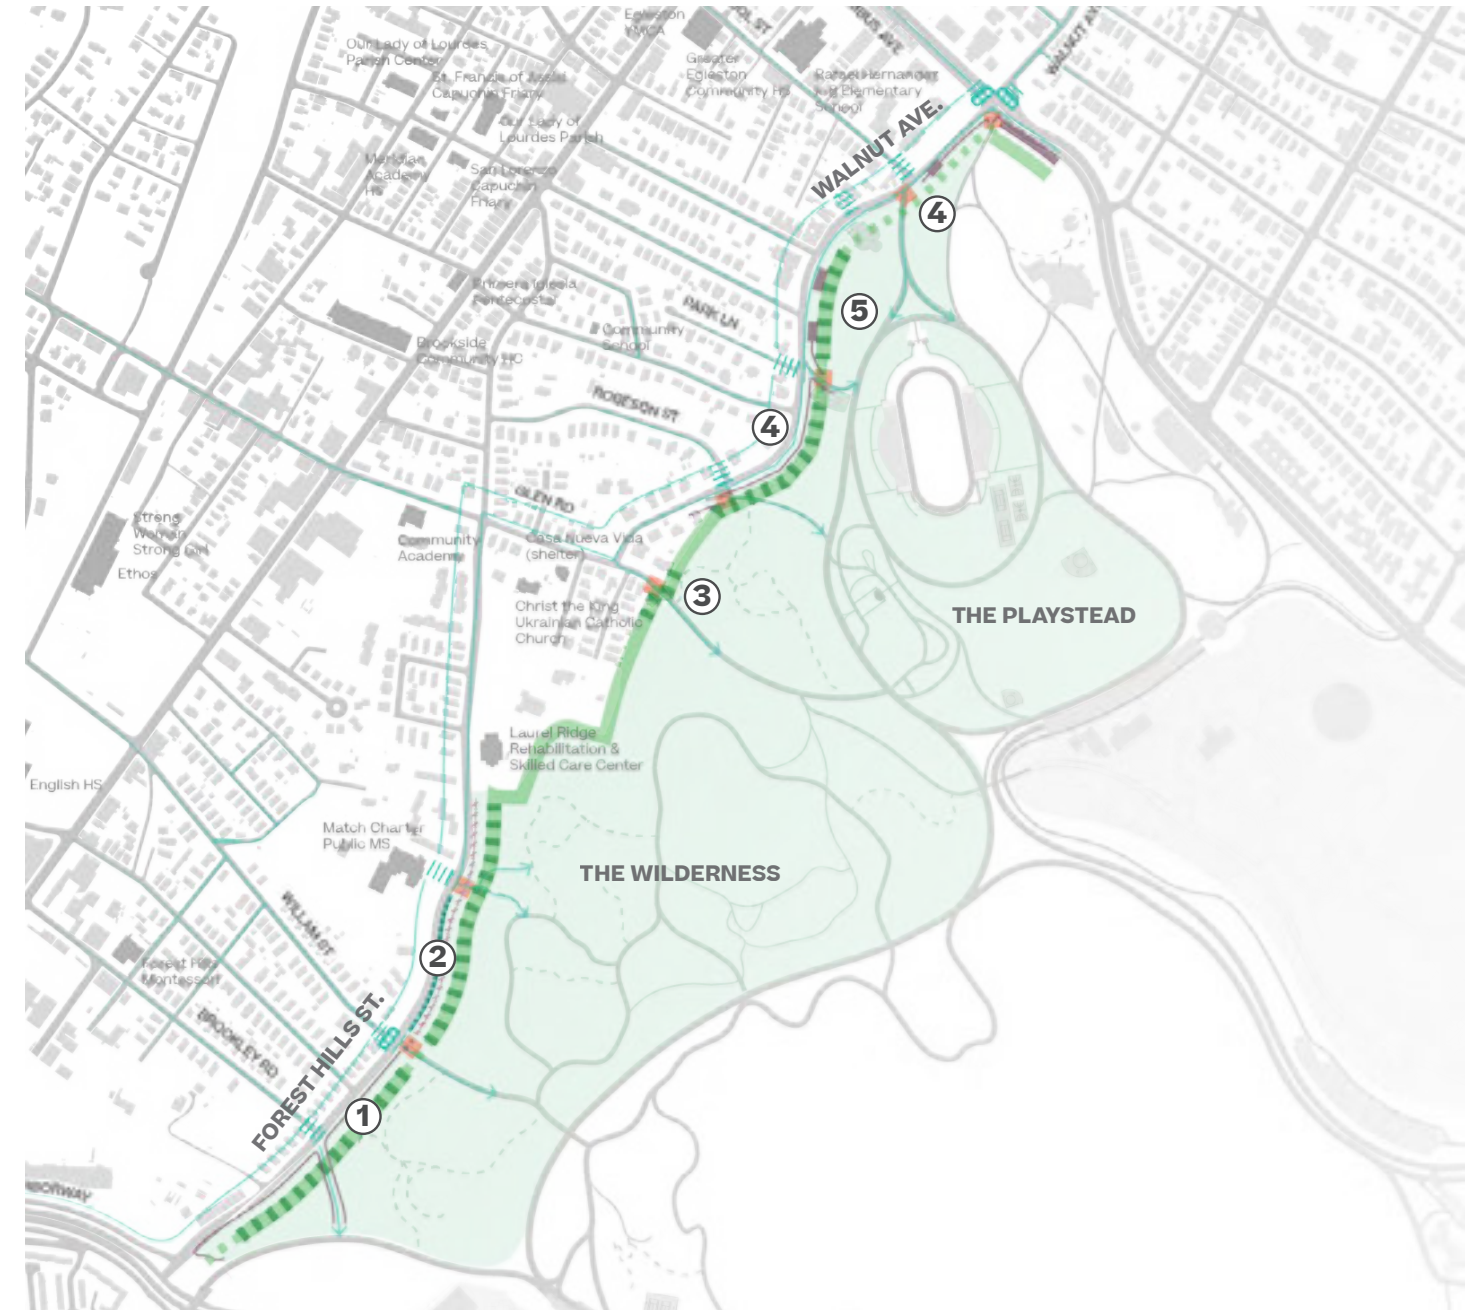 Egleston
YMCA
Our Lady of Lourdes
Parish Center
St. Francis of Assisi
Capuchin Friary
Greater
Egleston
Community HS
Rafael Hernandez
Elementary
School
WALNUT AVE.
WALNUT AVE.
Our Lady of
Lourdes Parish
Meridian
Academy
HS
San Lorenzo
Capuchin
Friary
4
Primera Iglesia
Pentecostal
PARK LN
5
Community
School
Brookside
Community HC
ROBESON ST
4
GLEN RD
Strong
Woman
Strong Girl
Ethos
Community
Academy
Casa Nueva Vida
(shelter)
3
Christ the King
Ukrainian Catholic
Church
THE PLAYSTEAD
Laurel Ridge
Rehabilitation &
Skilled Care Center
English HS
Match Charter
Public MS
THE WILDERNESS
WILLIAM ST
2
Forest Hills
Montessori
BROOKLEY RD
FOREST HILLS ST.
1